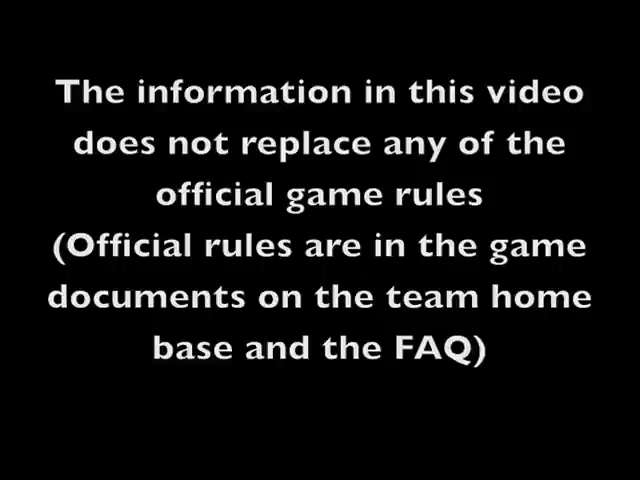 The information in this video
does not replace any of the
official game rules
(Official rules are in the game
documents on the team home
base and the FAQ)